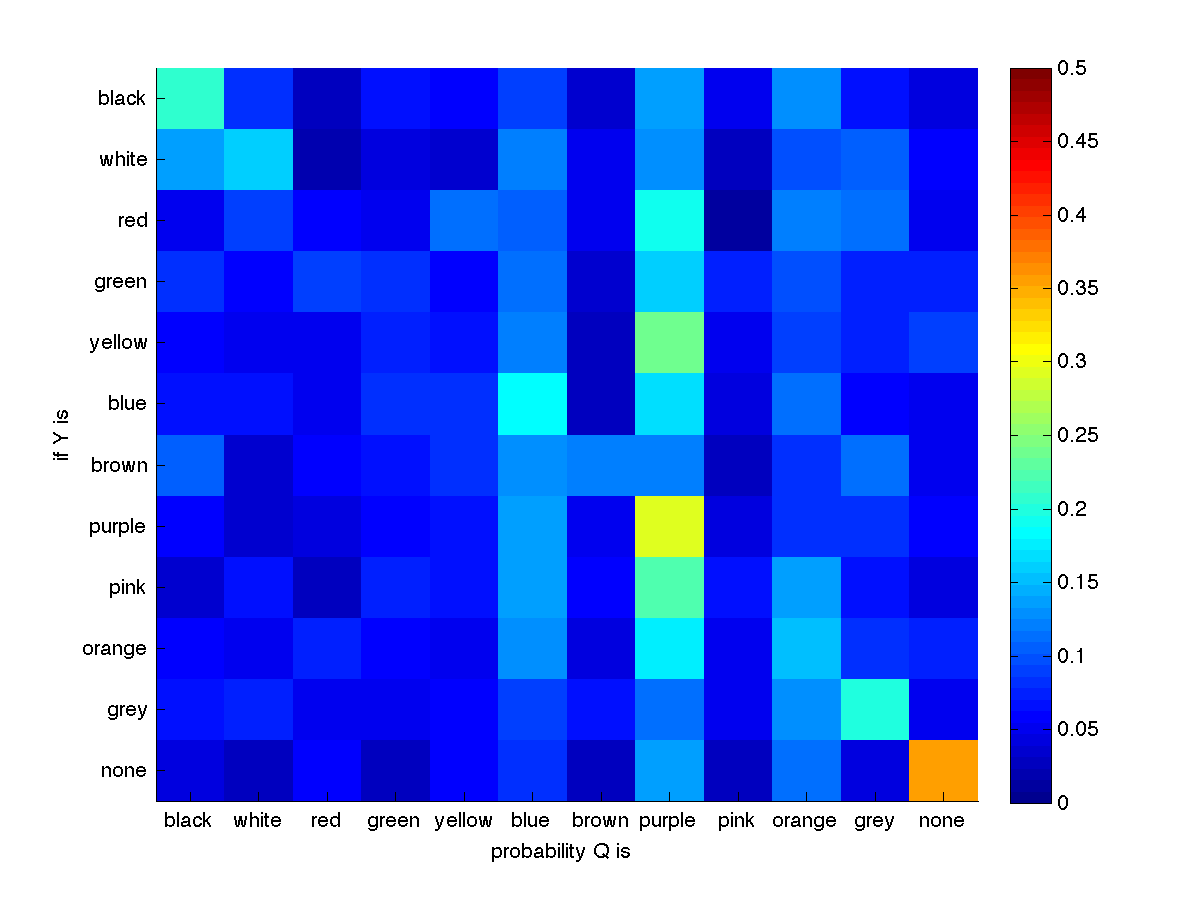 black
white
red
green
yellow
blue
brown
purple
pink
orange
grey
none
if Y is
black white red green yellow blue brown purple pink orange grey none
probability Q is
0.5
0.45
0.4
0.35
0.3
0.25
0.2
0.15
0.1
0.05
0